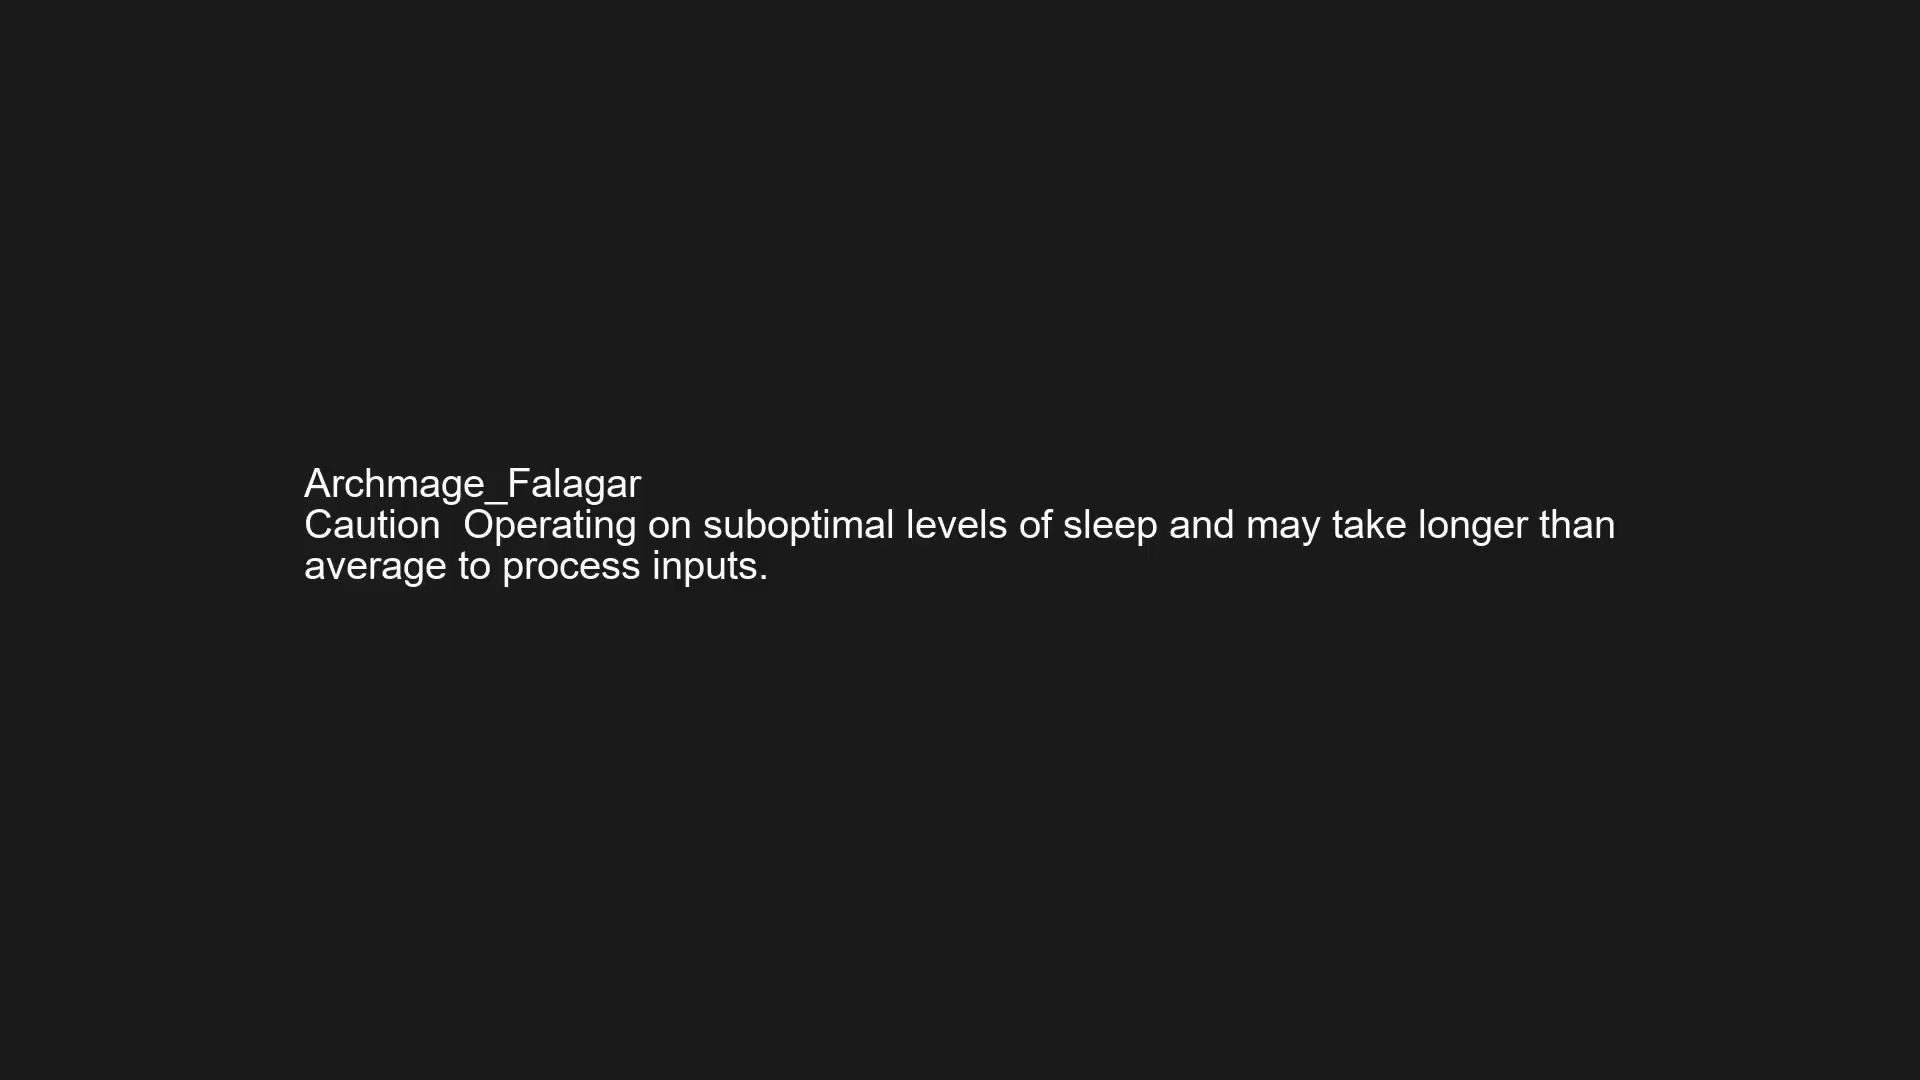 Archmage_Falagar
Caution  Operating on suboptimal levels of sleep and may take longer than
average to process inputs.